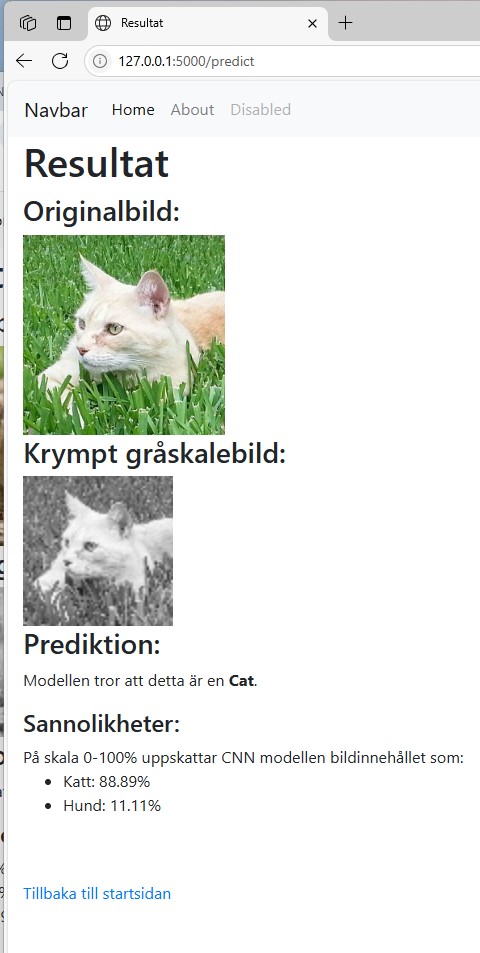 Resultat
127.0.0.1:5000/predict
Navbar Home About Disabled
Resultat
Originalbild:
Krympt gråskalebild:
Prediktion:
Modellen tror att detta är en Cat.
Sannolikheter:
På skala 0-100% uppskattar CNN modellen bildinnehållet som:
Katt: 88.89%
Hund: 11.11%
Tillbaka till startsidan